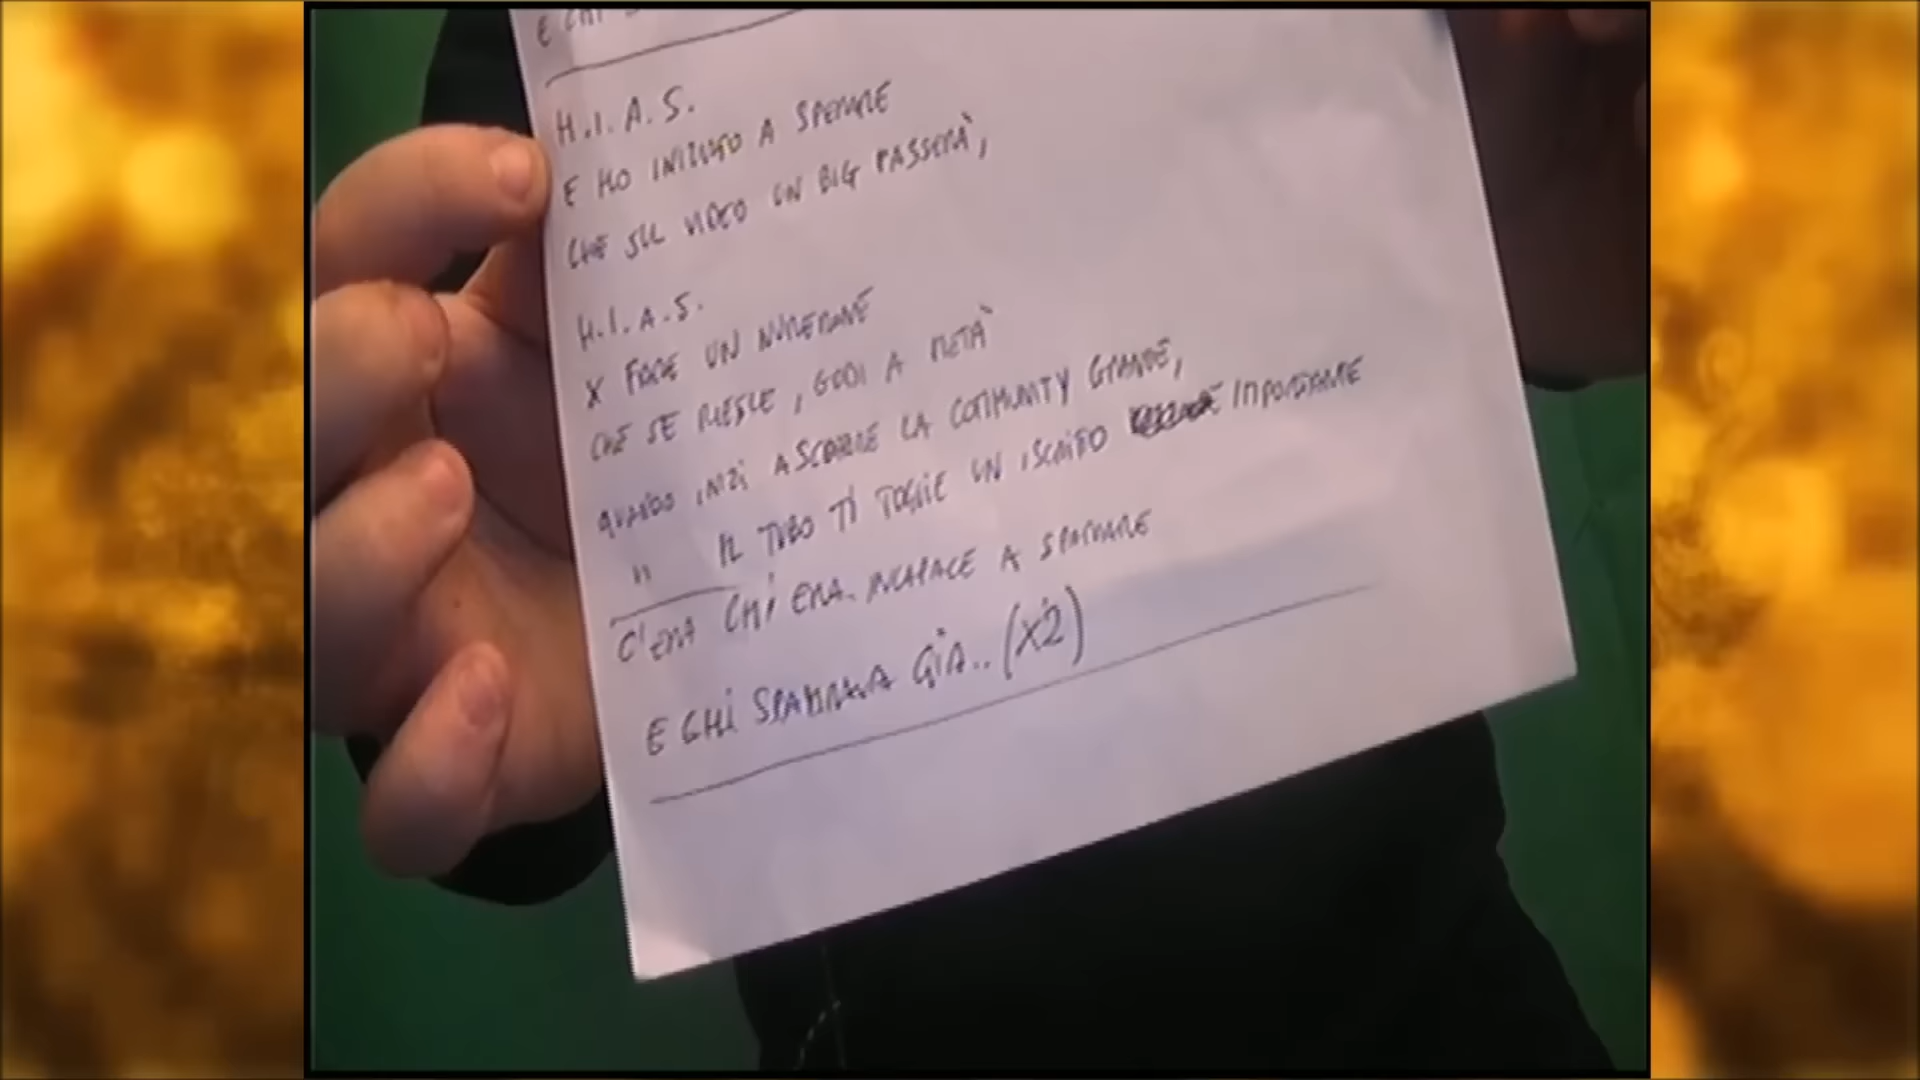 E CHI
H.I.A.S.
E HO INIZIATO A SPERARE
CHE SUL VIDEO UN BIG PASSERÀ,
H.I.A.S.
X FARE UN NUMERONE
CHE SE RIESCE, GODI A METÀ
QUANDO INIZI A SCOPRIRE LA COMMUNITY GRANDE,
" IL TUBO TI TOGLIE UN ISCRITTO IMPORTANTE
C'ERA CHI ERA INCAPACE A SPAMMARE
E CHI SPAMMAVA GIÀ.. (X2)